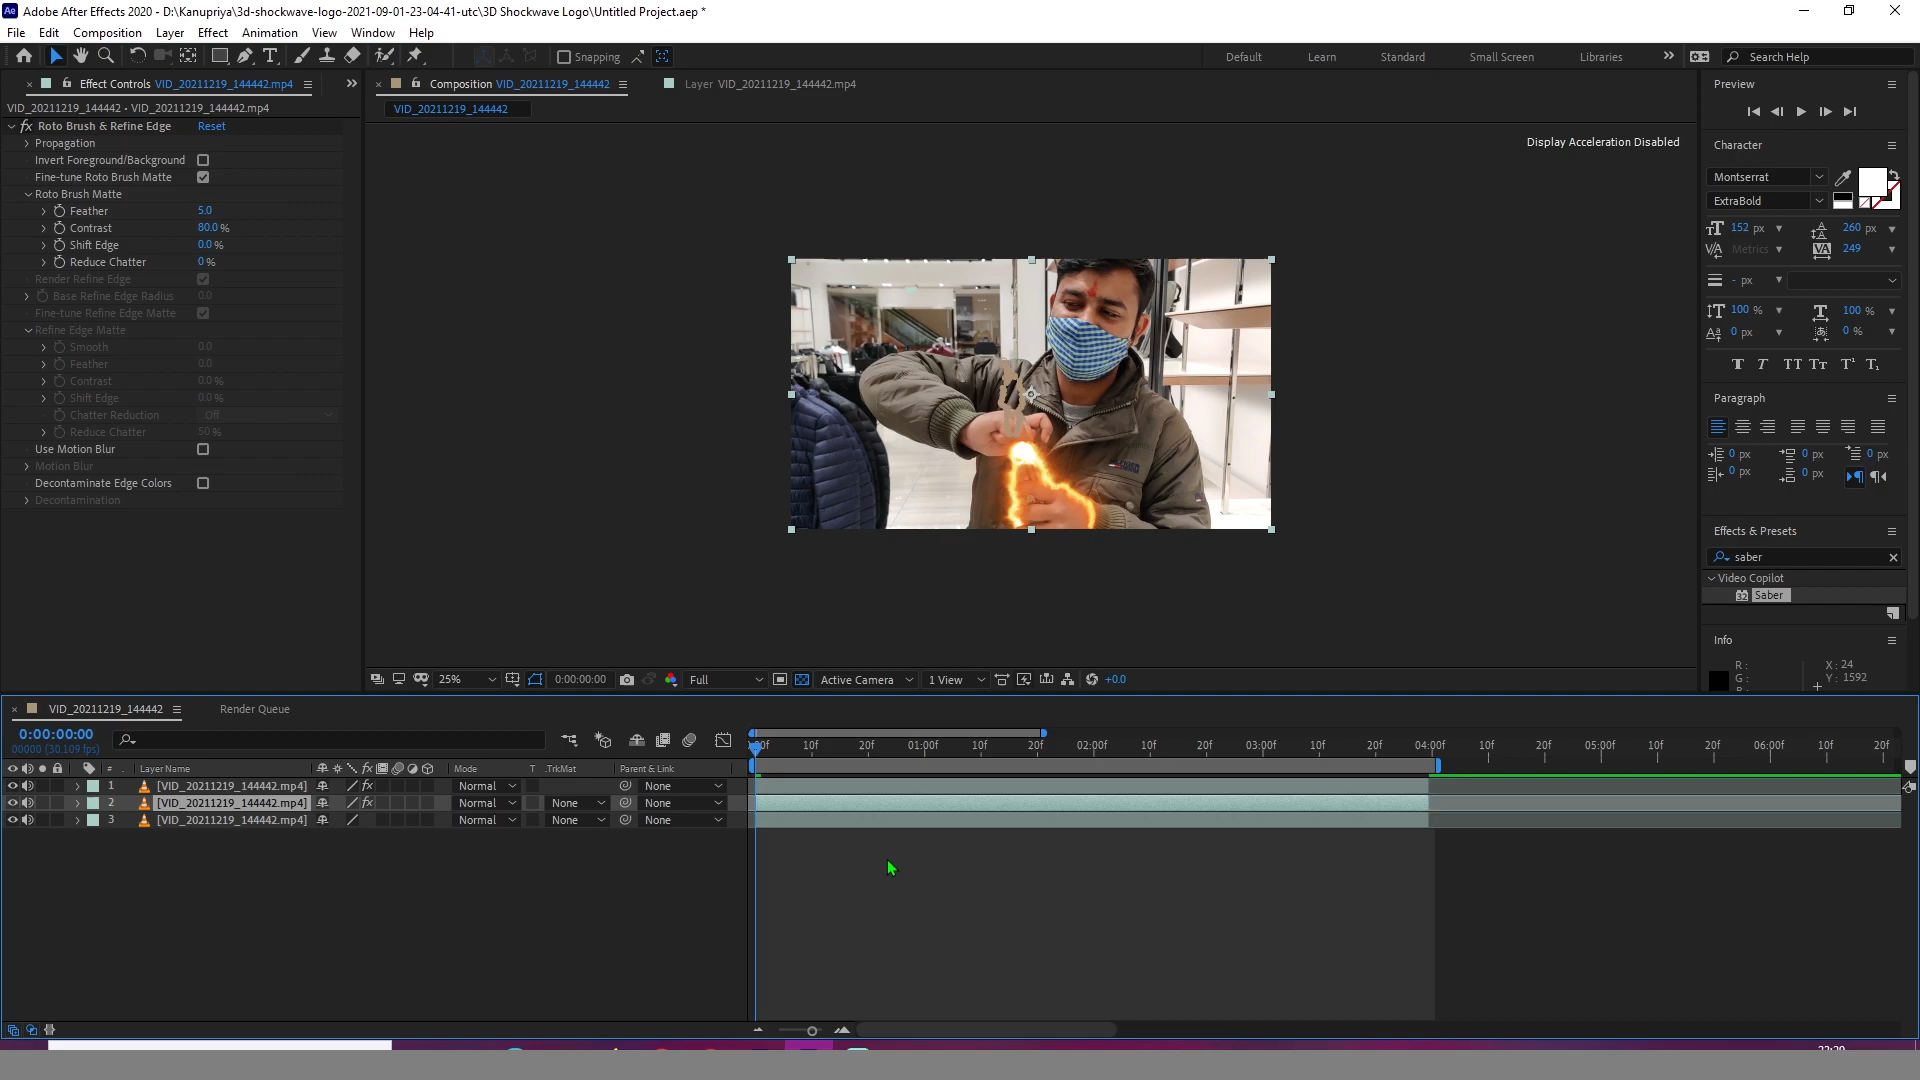 Adobe After Effects 2020 - D:\Kanupriya\3d-shockwave-logo-2021-09-01-23-04-41-utc\3D Shockwave Logo\Untitled Project.aep *
File Edit Composition Layer Effect Animation View Window Help
Snapping
Default Learn Standard Small Screen Libraries Search Help
Effect Controls VID_20211219_144442.mp4
VID_20211219_144442 • VID_20211219_144442.mp4
fx Roto Brush & Refine Edge Reset
Propagation
Invert Foreground/Background
Fine-tune Roto Brush Matte
Roto Brush Matte
Feather 5.0
Contrast 80.0 %
Shift Edge 0.0 %
Reduce Chatter 0 %
Render Refine Edge
Base Refine Edge Radius 0.0
Fine-tune Refine Edge Matte
Refine Edge Matte
Smooth 0.0
Feather 0.0
Contrast 0.0 %
Shift Edge 0.0 %
Chatter Reduction Off
Reduce Chatter 50 %
Use Motion Blur
Motion Blur
Decontaminate Edge Colors
Decontamination
Composition VID_20211219_144442
Layer VID_20211219_144442.mp4
VID_20211219_144442
Display Acceleration Disabled
25% 0:00:00:00 Full Active Camera 1 View +0.0
Preview
Character
Montserrat
ExtraBold
152 px 260 px
Metrics 249
- px
100 % 100 %
0 px 0 %
Paragraph
0 px 0 px 0 px
0 px 0 px
Effects & Presets
saber
Video Copilot
32 Saber
Info
R : X : 24
G : Y : 1592
VID_20211219_144442 Render Queue
0:00:00:00
00000 (30.109 fps)
10f 20f 01:00f 10f 20f 02:00f 10f 20f 03:00f 10f 20f 04:00f 10f 20f 05:00f 10f 20f 06:00f 10f 20f
# Layer Name fx Mode T .TrkMat Parent & Link
1 [VID_20211219_144442.mp4] fx Normal None
2 [VID_20211219_144442.mp4] fx Normal None None
3 [VID_20211219_144442.mp4] Normal None None